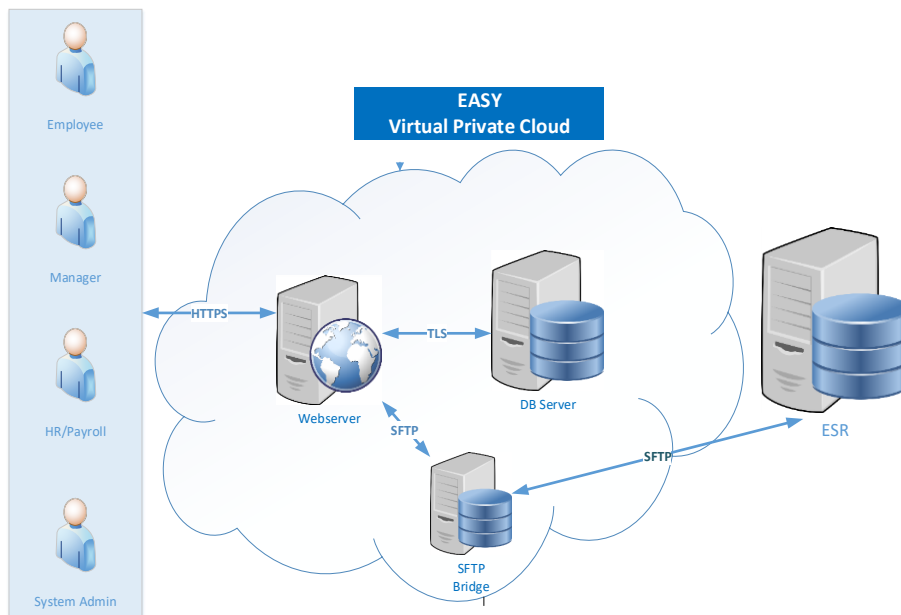 Employee
Manager
HR/Payroll
System Admin
EASY
Virtual Private Cloud
HTTPS
TLS
Webserver
DB Server
SFTP
SFTP
ESR
SFTP
Bridge